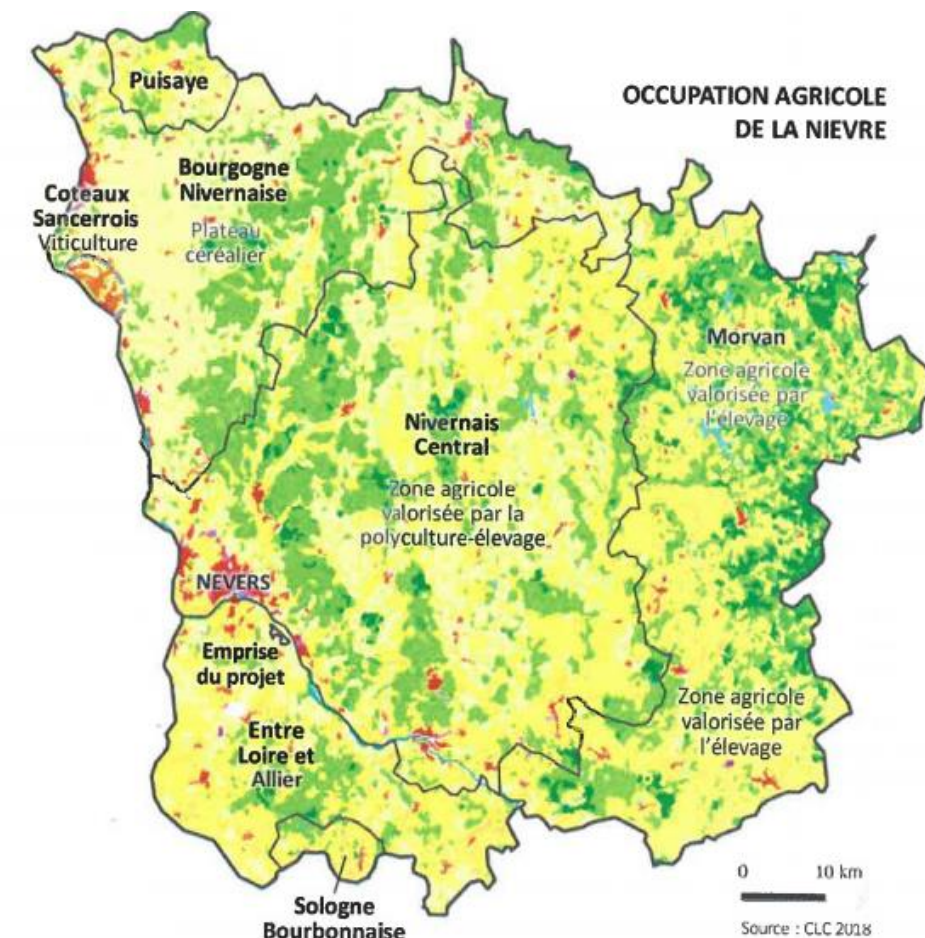 OCCUPATION AGRICOLE
DE LA NIEVRE
Puisaye
Bourgogne
Nivernaise
Plateau
céréalier
Coteaux
Sancerrois
Viticulture
Morvan
Zone agricole
valorisée par
l'élevage
Nivernais
Central
Zone agricole
valorisée par la
polyculture-élevage
NEVERS
Emprise
du projet
Entre
Loire et
Allier
Zone agricole
valorisée par
l'élevage
Sologne
Bourbonnaise
0 10 km
Source : CLC 2018